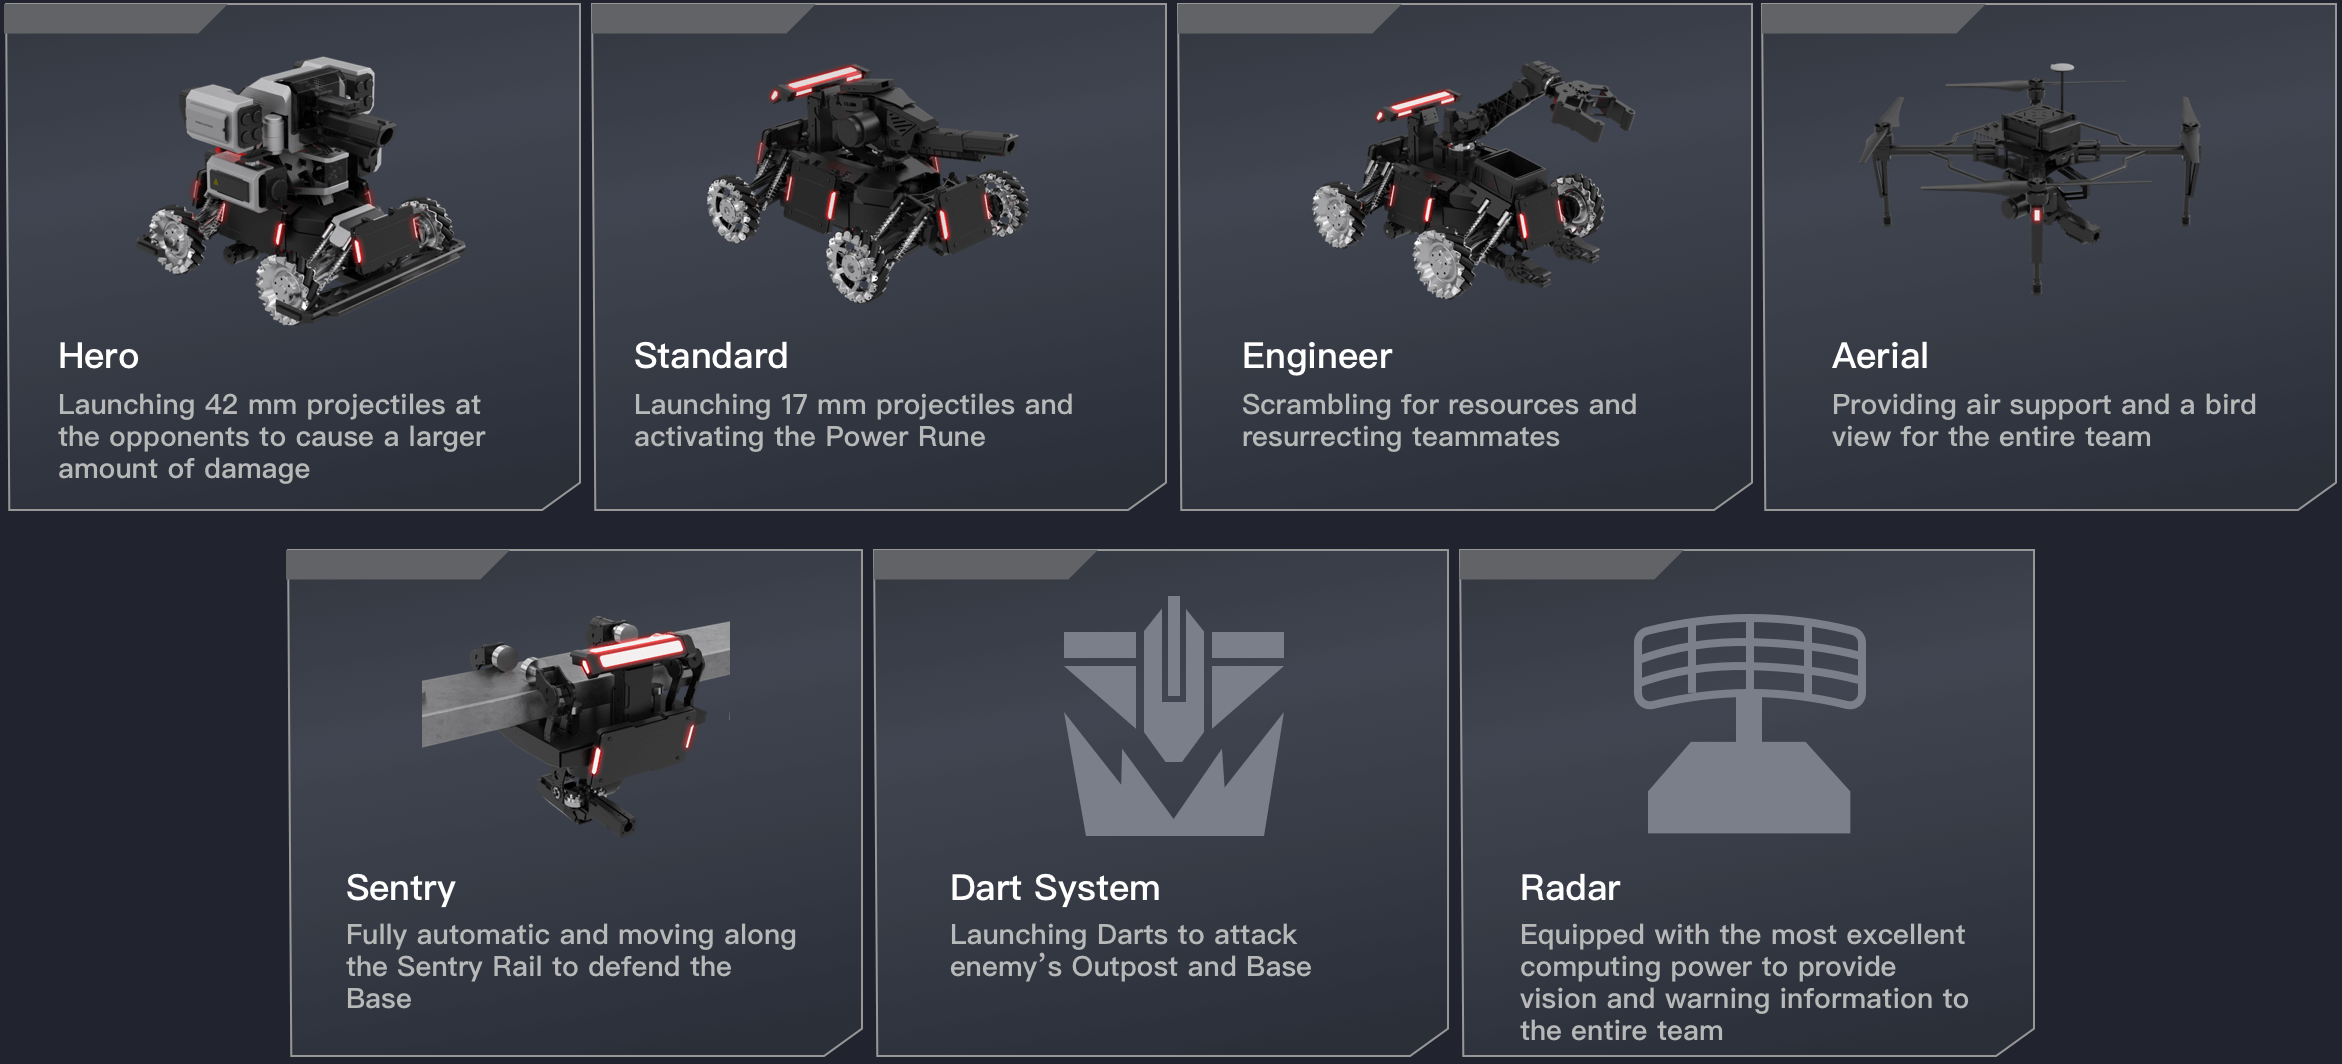 Hero
Launching 42 mm projectiles at
the opponents to cause a larger
amount of damage
Standard
Launching 17 mm projectiles and
activating the Power Rune
Engineer
Scrambling for resources and
resurrecting teammates
Aerial
Providing air support and a bird
view for the entire team
Sentry
Fully automatic and moving along
the Sentry Rail to defend the
Base
Dart System
Launching Darts to attack
enemy’s Outpost and Base
Radar
Equipped with the most excellent
computing power to provide
vision and warning information to
the entire team